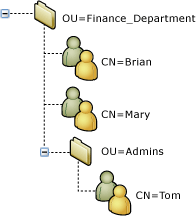 OU=Finance_Department
CN=Brian
CN=Mary
OU=Admins
CN=Tom